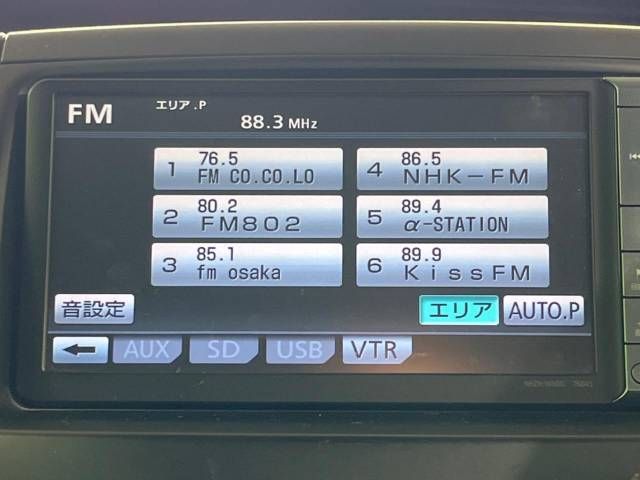 FM
エリア.P
88.3 MHz
1 76.5 FM CO.CO.LO
2 80.2 FM802
3 85.1 fm osaka
4 86.5 NHK-FM
5 89.4 α-STATION
6 89.9 KissFM
音設定
エリア
AUTO.P
AUX
SD
USB
VTR